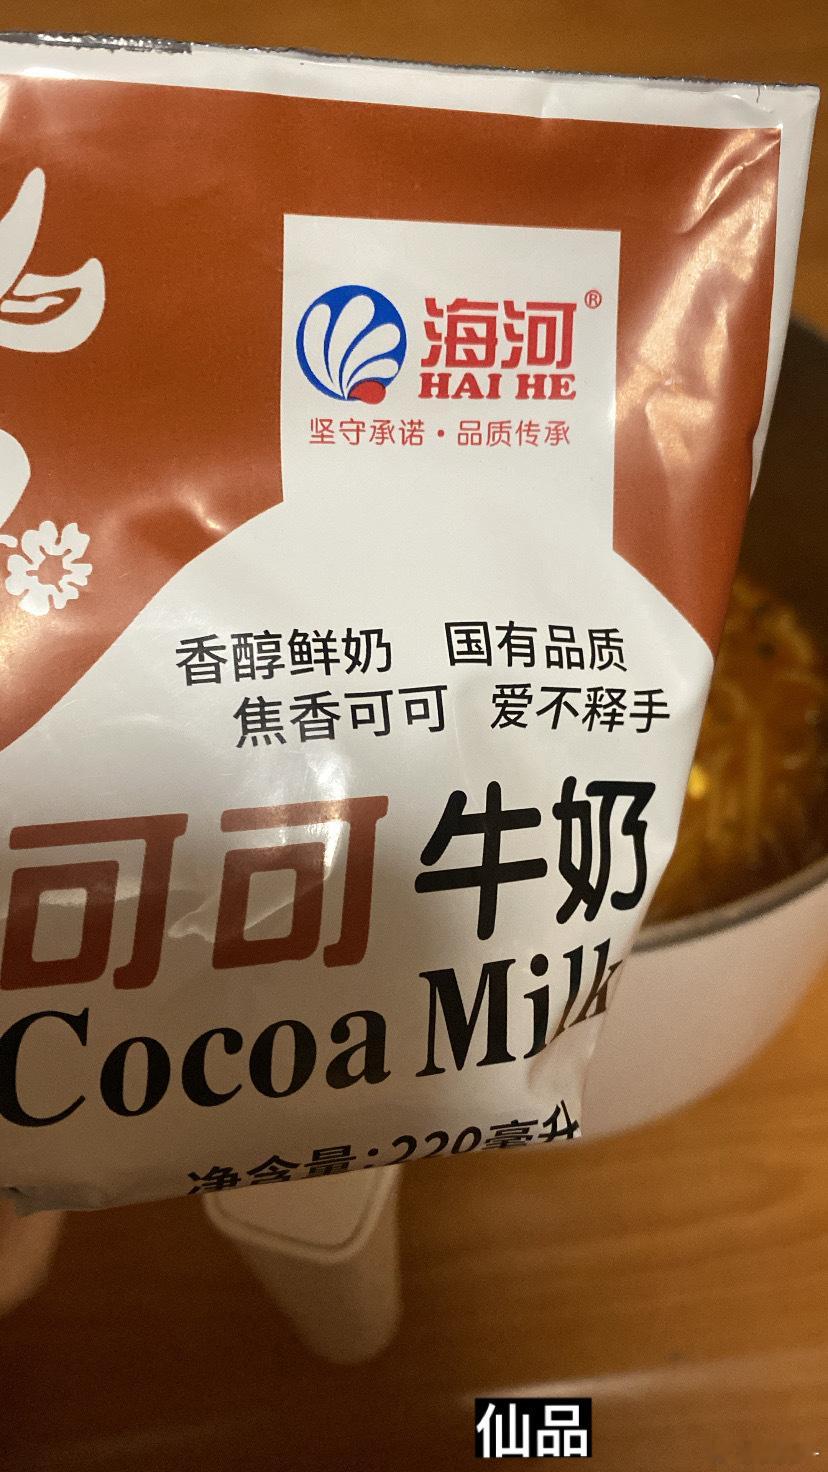 海河®
HAI HE
坚守承诺·品质传承
香醇鲜奶 国有品质
焦香可可 爱不释手
可可牛奶
Cocoa Milk
净含量:220毫升
仙品